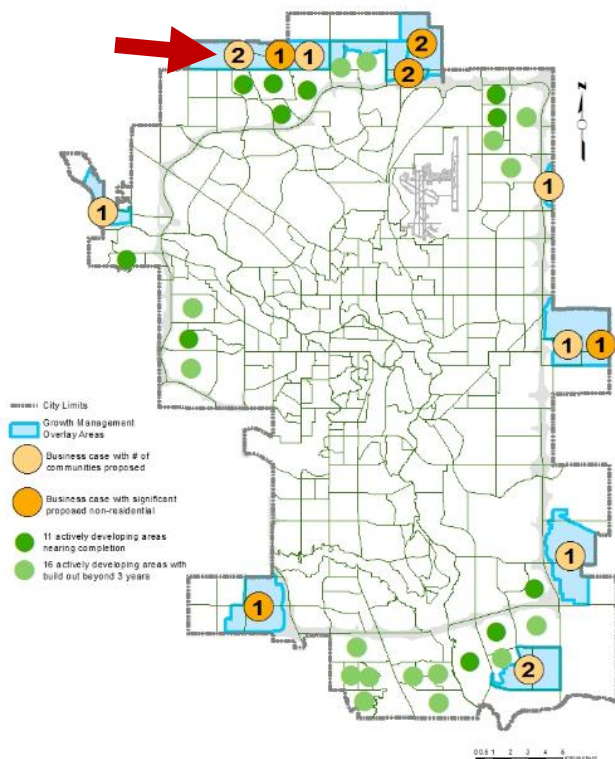 2 1 1
2
2
N
1
1
1 1
City Limits
Growth Management
Overlay Areas
Business case with # of
communities proposed
Business case with significant
proposed non-residential
11 actively developing areas
nearing completion
16 actively developing areas with
build out beyond 3 years
1
1
2